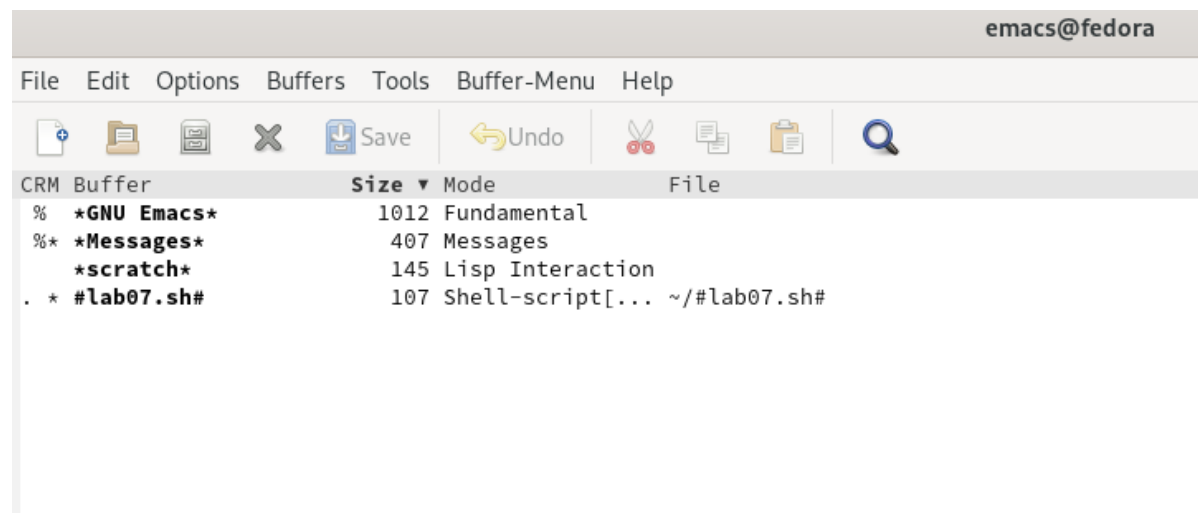 emacs@fedora
File Edit Options Buffers Tools Buffer-Menu Help
Save Undo
CRM Buffer Size ▼ Mode File
% *GNU Emacs* 1012 Fundamental
%* *Messages* 407 Messages
*scratch* 145 Lisp Interaction
. * #lab07.sh# 107 Shell-script[... ~/#lab07.sh#